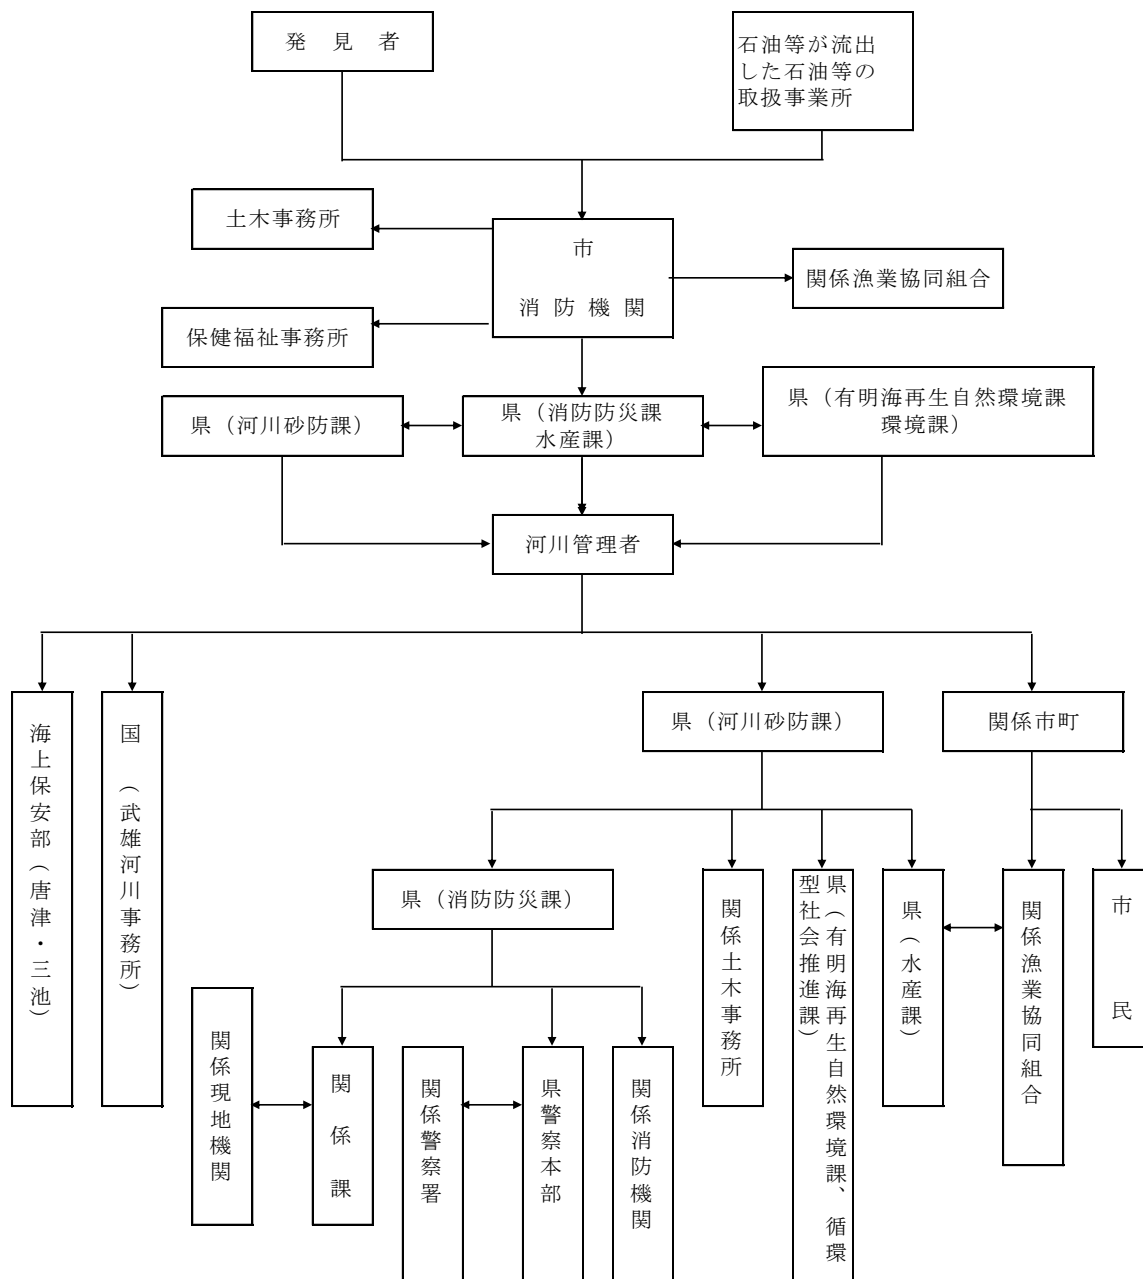 発見者
石油等が流出
した石油等の
取扱事業所
土木事務所
市
消防機関
関係漁業協同組合
保健福祉事務所
県（河川砂防課）
県（消防防災課
水産課）
県（有明海再生自然環境課
環境課）
河川管理者
海上保安部（唐津・三池）
国（武雄河川事務所）
県（河川砂防課）
関係市町
県（消防防災課）
関係土木事務所
県（有明海再生自然環境課、循環
型社会推進課）
県（水産課）
関係漁業協同組合
市民
関係現地機関
関係課
関係警察署
県警察本部
関係消防機関